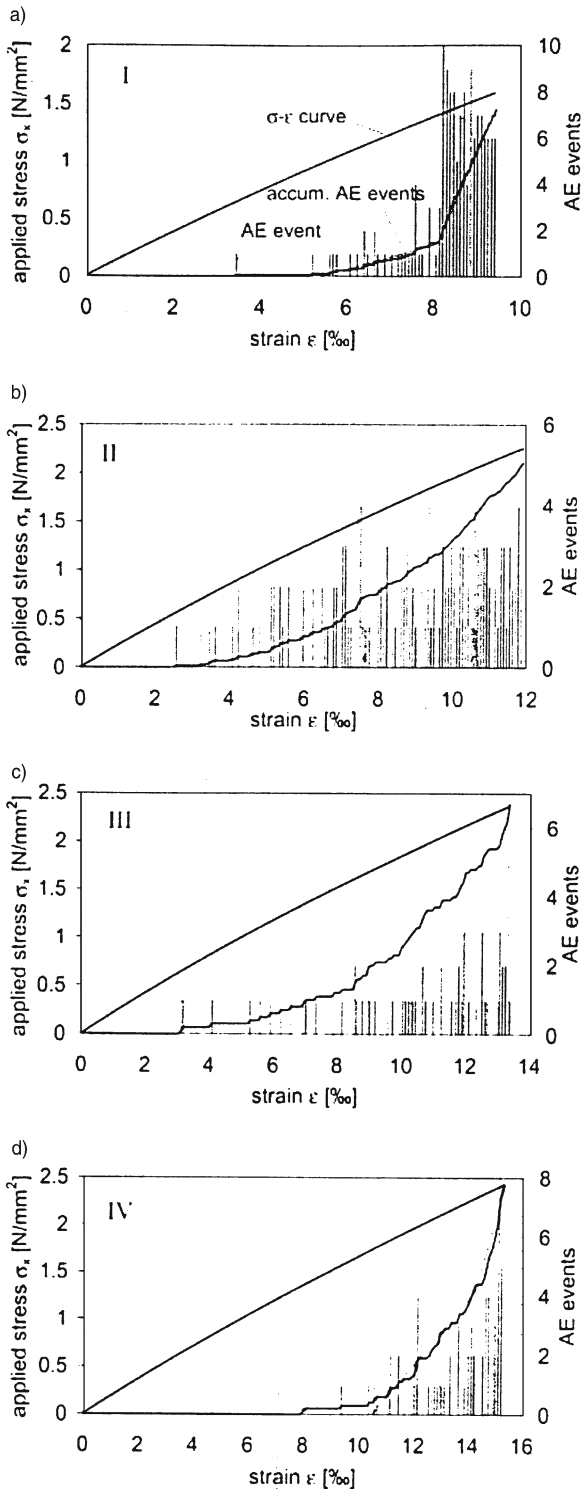 a)
applied stress σx [N/mm²]
2
1.5
1
0.5
0
I
σ-ε curve
accum. AE events
AE event
10
8
6
4
2
0
AE events
0 2 4 6 8 10
strain ε [‰]
b)
applied stress σx [N/mm²]
2.5
2
1.5
1
0.5
0
II
6
4
2
0
AE events
0 2 4 6 8 10 12
strain ε [‰]
c)
applied stress σx [N/mm²]
2.5
2
1.5
1
0.5
0
III
6
4
2
0
AE events
0 2 4 6 8 10 12 14
strain ε [‰]
d)
applied stress σx [N/mm²]
2.5
2
1.5
1
0.5
0
IV
8
6
4
2
0
AE events
0 2 4 6 8 10 12 14 16
strain ε [‰]